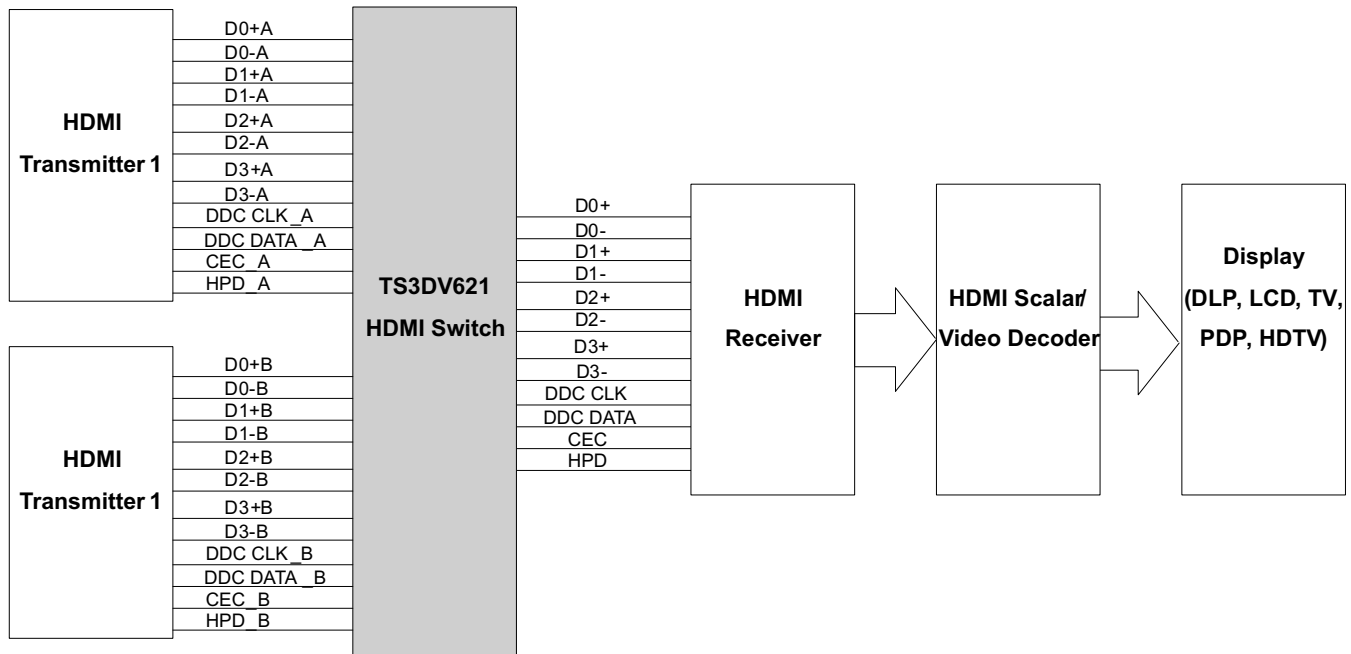 HDMI
Transmitter 1
D0+A
D0-A
D1+A
D1-A
D2+A
D2-A
D3+A
D3-A
DDC CLK_A
DDC DATA _A
CEC_A
HPD_A
HDMI
Transmitter 1
D0+B
D0-B
D1+B
D1-B
D2+B
D2-B
D3+B
D3-B
DDC CLK_B
DDC DATA _B
CEC_B
HPD_B
TS3DV621
HDMI Switch
D0+
D0-
D1+
D1-
D2+
D2-
D3+
D3-
DDC CLK
DDC DATA
CEC
HPD
HDMI
Receiver
HDMI Scalar/
Video Decoder
Display
(DLP, LCD, TV,
PDP, HDTV)